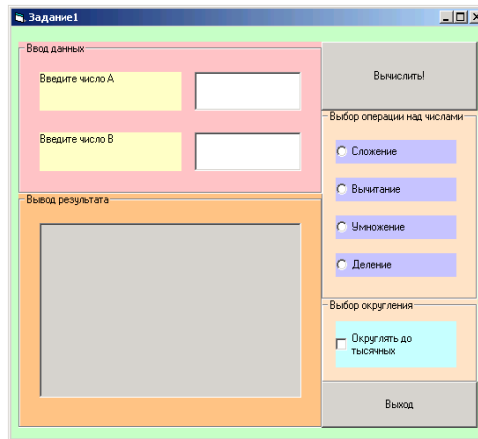 Задание1
Ввод данных
Введите число А
Введите число В
Вывод результата
Вычислить!
Выбор операции над числами
Сложение
Вычитание
Умножение
Деление
Выбор округления
Округлять до
тысячных
Выход